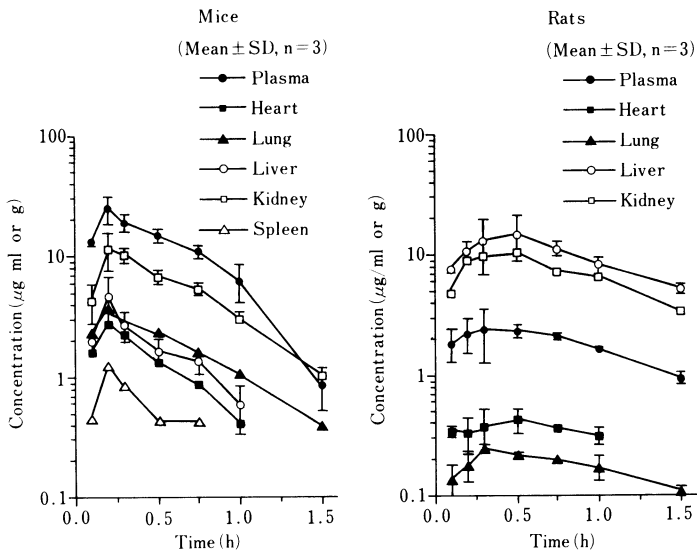 Mice
(Mean±SD, n=3)
Plasma
Heart
Lung
Liver
Kidney
Spleen
100
10
1
0.1
Concentration(μg ml or g)
0.0 0.5 1.0 1.5
Time(h)
Rats
(Mean±SD, n=3)
Plasma
Heart
Lung
Liver
Kidney
100
10
1
0.1
Concentration(μg/ml or g)
0.0 0.5 1.0 1.5
Time(h)